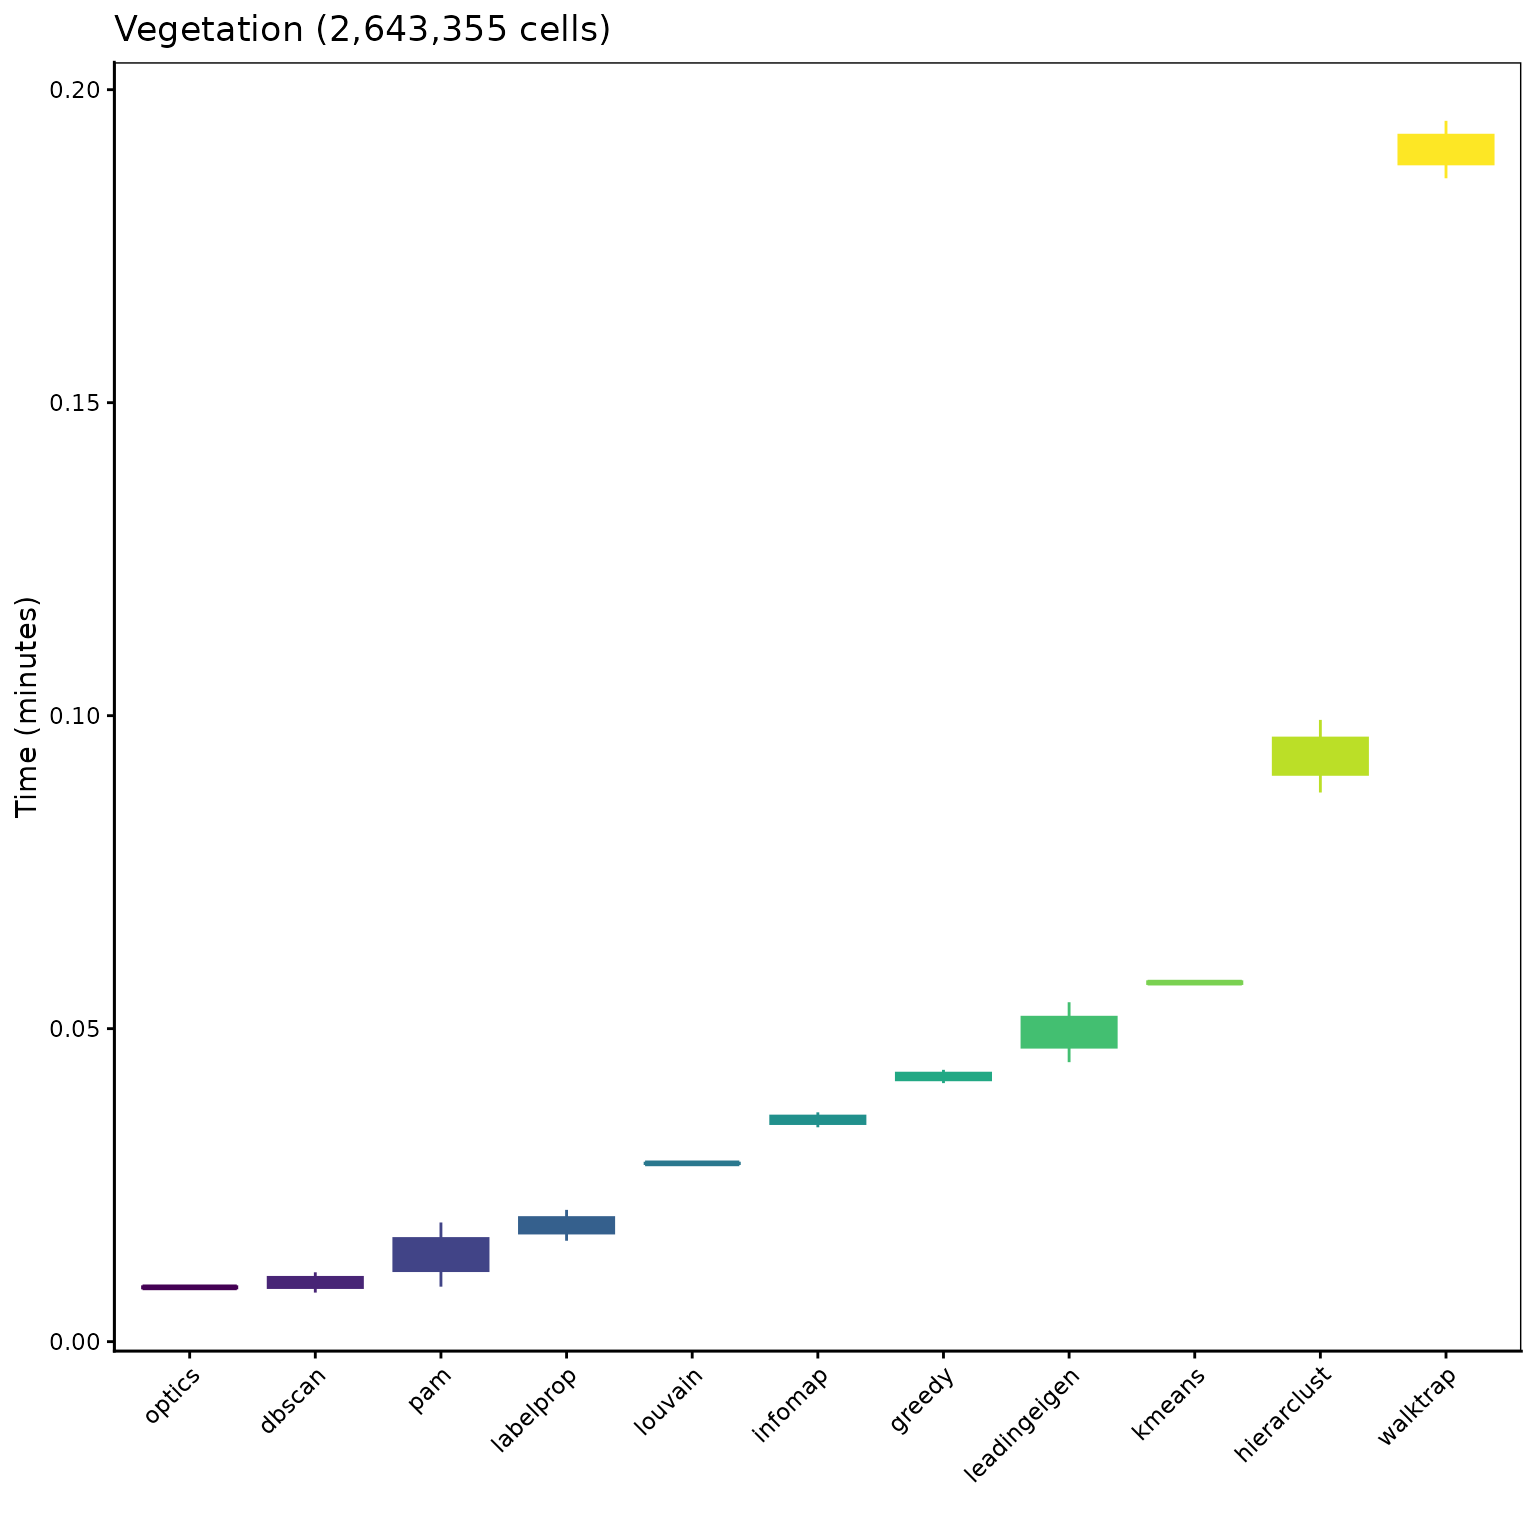 Vegetation (2,643,355 cells)
Time (minutes)
0.20
0.15
0.10
0.05
0.00
optics
dbscan
pam
labelprop
louvain
infomap
greedy
leadingeigen
kmeans
hierarclust
walktrap